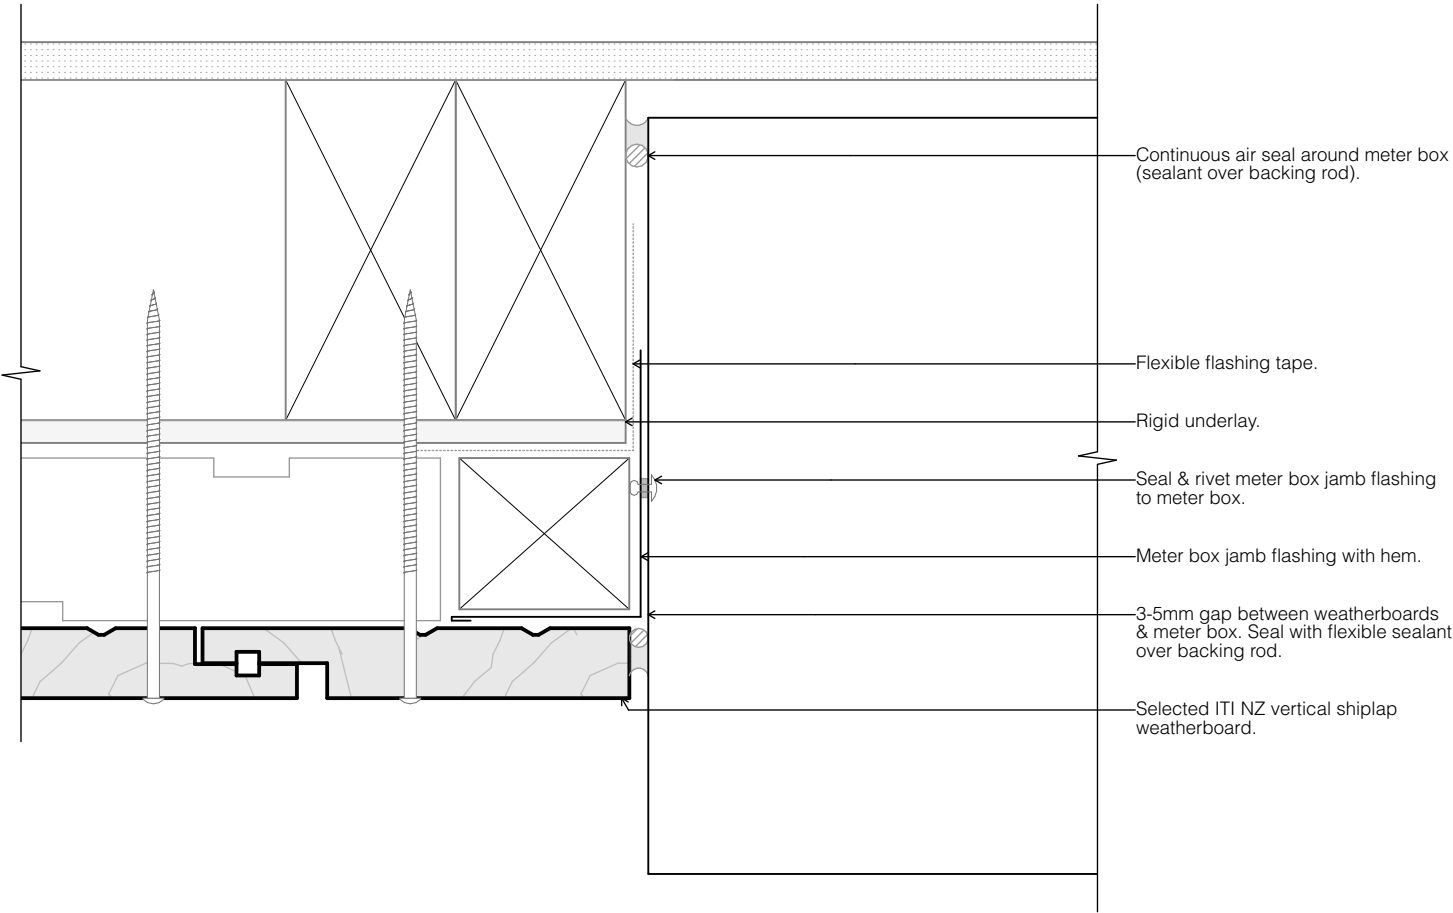 Continuous air seal around meter box
(sealant over backing rod).
Flexible flashing tape.
Rigid underlay.
Seal & rivet meter box jamb flashing
to meter box.
Meter box jamb flashing with hem.
3-5mm gap between weatherboards
& meter box. Seal with flexible sealant
over backing rod.
Selected ITI NZ vertical shiplap
weatherboard.